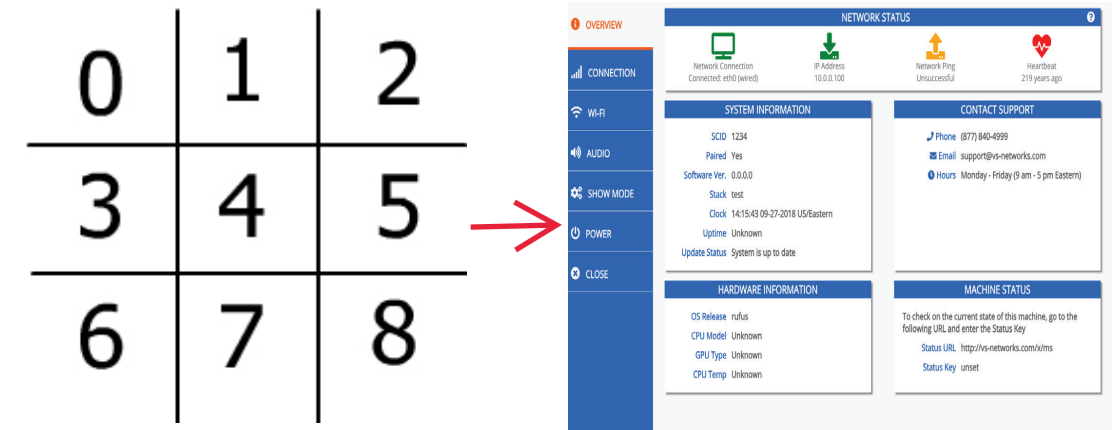 0 1 2
3 4 5
6 7 8
OVERVIEW
CONNECTION
WI-FI
AUDIO
SHOW MODE
POWER
CLOSE
NETWORK STATUS ?
Network Connection
Connected: eth0 (wired)
IP Address
10.0.0.100
Network Ping
Unsuccessful
Heartbeat
219 years ago
SYSTEM INFORMATION
SCID 1234
Paired Yes
Software Ver. 0.0.0.0
Stack test
Clock 14:15:43 09-27-2018 US/Eastern
Uptime Unknown
Update Status System is up to date
CONTACT SUPPORT
Phone (877) 840-4999
Email support@vs-networks.com
Hours Monday - Friday (9 am - 5 pm Eastern)
HARDWARE INFORMATION
OS Release rufus
CPU Model Unknown
GPU Type Unknown
CPU Temp Unknown
MACHINE STATUS
To check on the current state of this machine, go to the
following URL and enter the Status Key
Status URL http://vs-networks.com/x/ms
Status Key unset